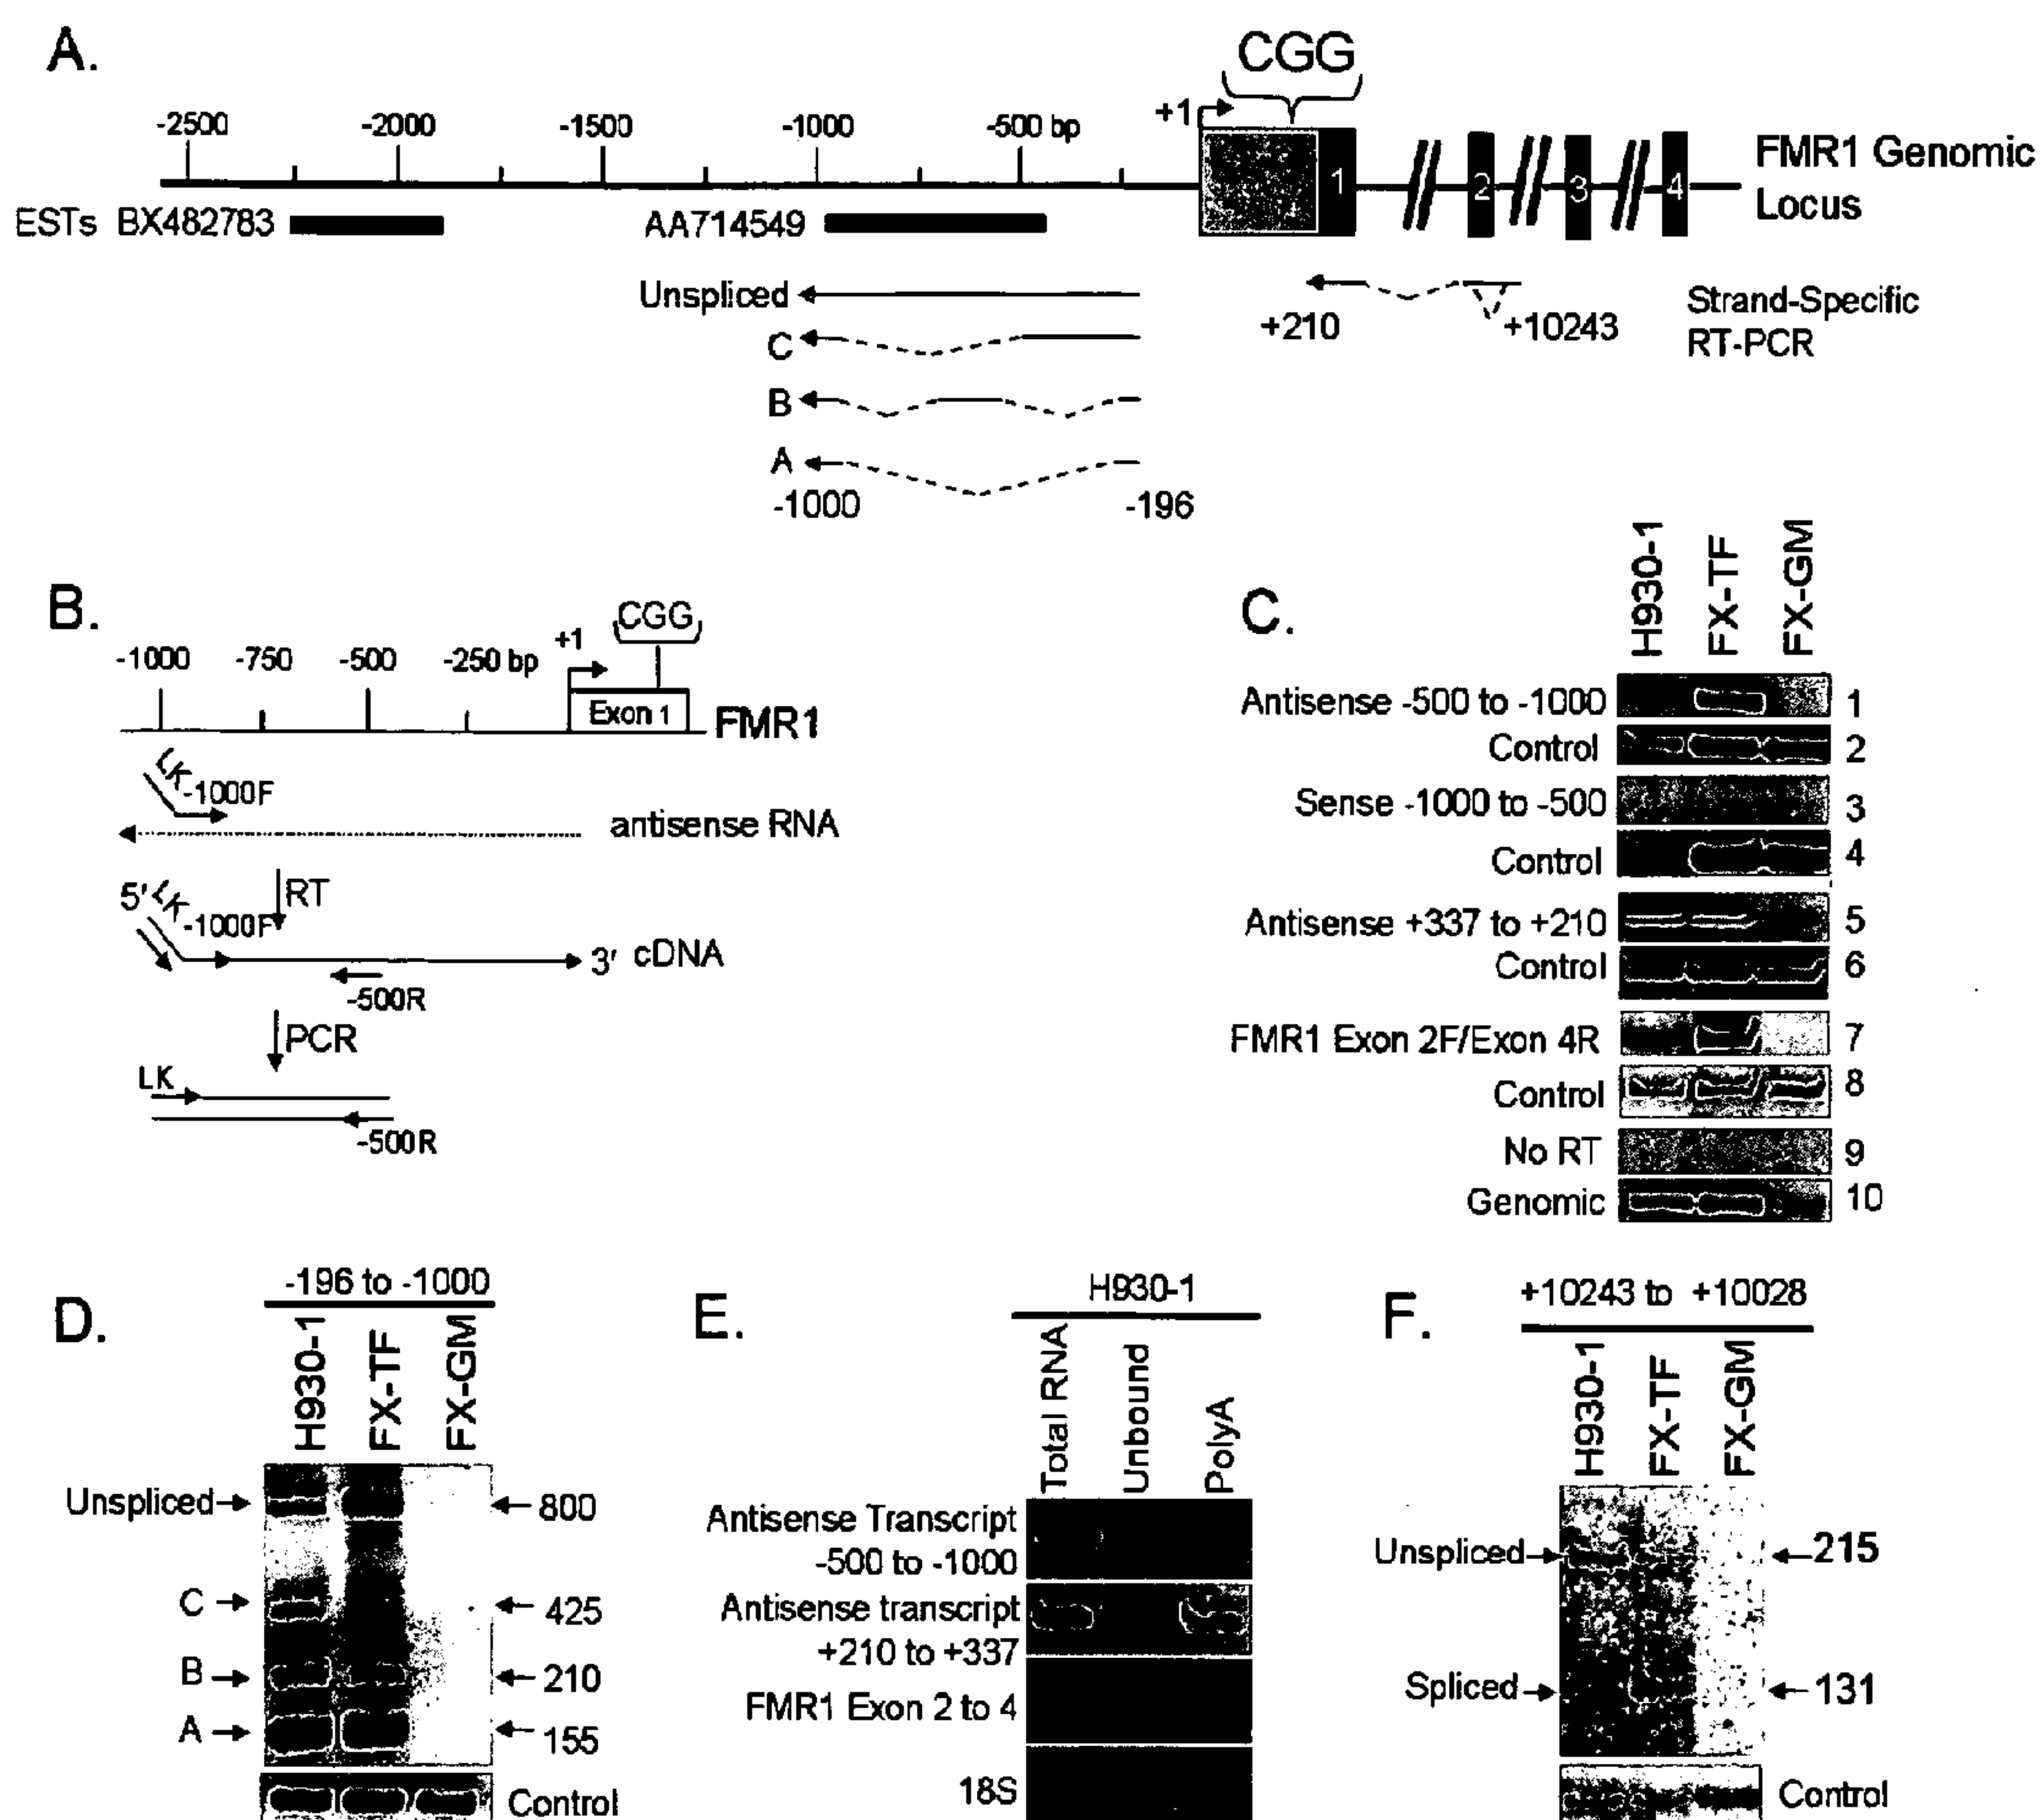 A.
CGG
-2500 -2000 -1500 -1000 -500 bp +1
1 2 3 4
FMR1 Genomic
Locus
ESTs BX482783 AA714549
Unspliced
C
B
A
-1000 -196
+210 +10243
Strand-Specific
RT-PCR
B.
CGG
+1
-1000 -750 -500 -250 bp
Exon 1
FMR1
LK
-1000F
antisense RNA
RT
5' LK
-1000F
3' cDNA
-500R
PCR
LK
-500R
C.
H930-1 FX-TF FX-GM
Antisense -500 to -1000 1
Control 2
Sense -1000 to -500 3
Control 4
Antisense +337 to +210 5
Control 6
FMR1 Exon 2F/Exon 4R 7
Control 8
No RT 9
Genomic 10
D.
-196 to -1000
H930-1 FX-TF FX-GM
Unspliced 800
C 425
B 210
A 155
Control
E.
H930-1
Total RNA Unbound PolyA
Antisense Transcript
-500 to -1000
Antisense transcript
+210 to +337
FMR1 Exon 2 to 4
18S
F.
+10243 to +10028
H930-1 FX-TF FX-GM
Unspliced 215
Spliced 131
Control